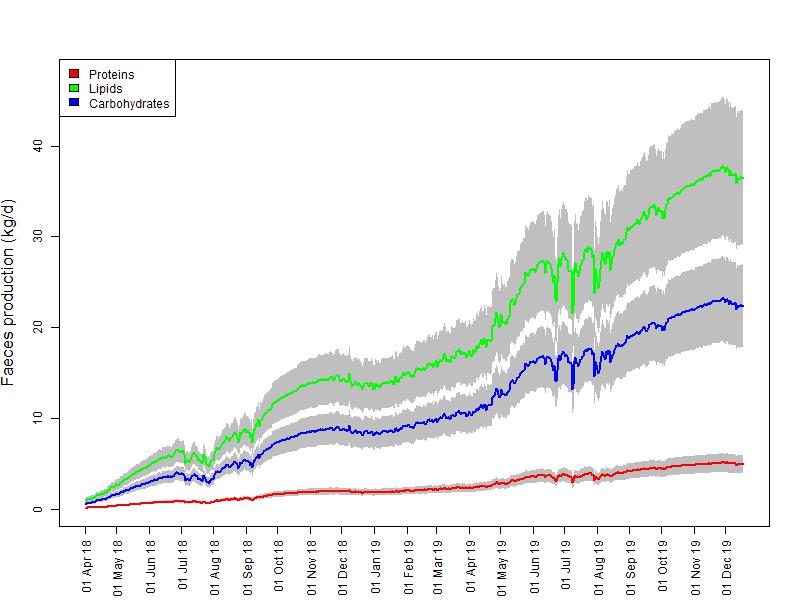 Proteins
Lipids
Carbohydrates
Faeces production (kg/d)
40
30
20
10
0
01 Apr 18
01 May 18
01 Jun 18
01 Jul 18
01 Aug 18
01 Sep 18
01 Oct 18
01 Nov 18
01 Dec 18
01 Jan 19
01 Feb 19
01 Mar 19
01 Apr 19
01 May 19
01 Jun 19
01 Jul 19
01 Aug 19
01 Sep 19
01 Oct 19
01 Nov 19
01 Dec 19